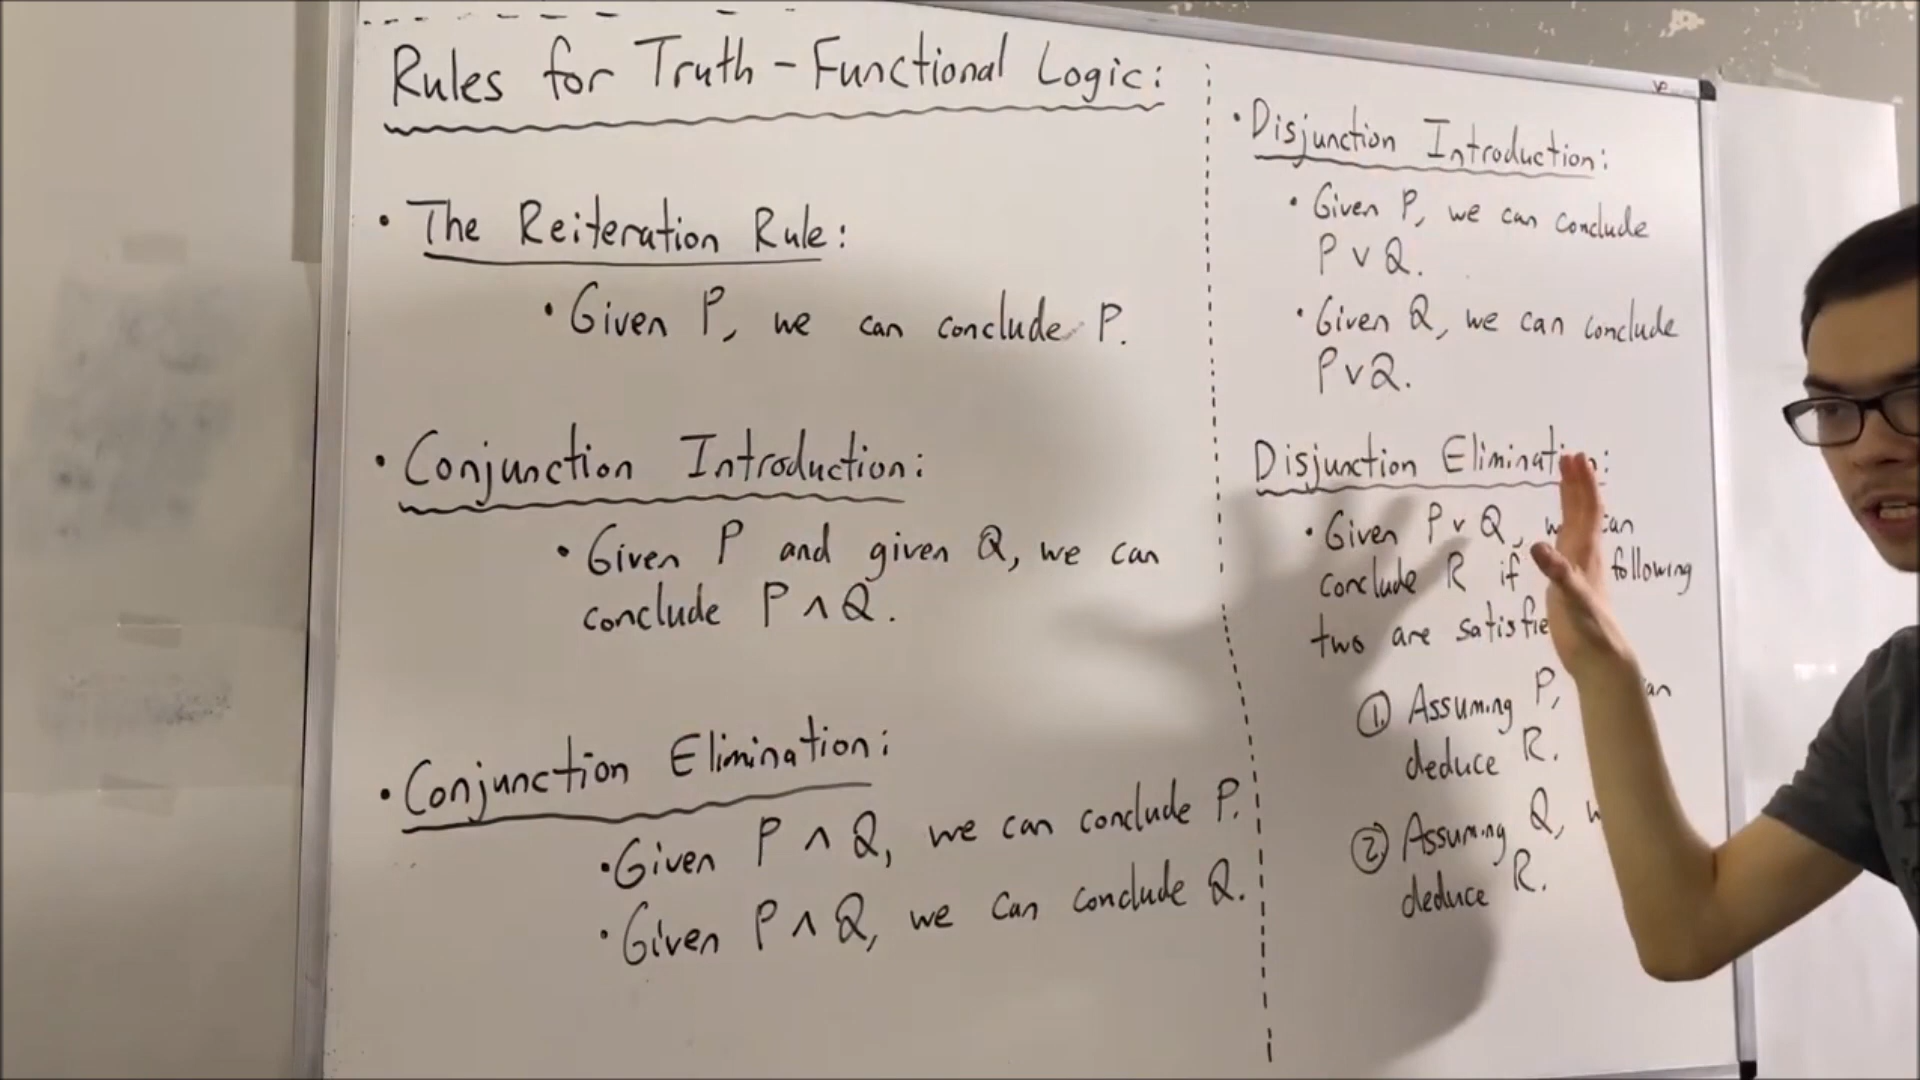 Rules for Truth-Functional Logic:
• The Reiteration Rule:
• Given P, we can conclude P.
• Conjunction Introduction:
• Given P and given Q, we can
conclude P ∧ Q.
• Conjunction Elimination:
• Given P ∧ Q, we can conclude P.
• Given P ∧ Q, we can conclude Q.
• Disjunction Introduction:
• Given P, we can conclude
P ∨ Q.
• Given Q, we can conclude
P ∨ Q.
Disjunction Elimination:
• Given P ∨ Q, can
conclude R if following
two are
① Assuming P,
deduce R.
② Assuming Q,
deduce R.